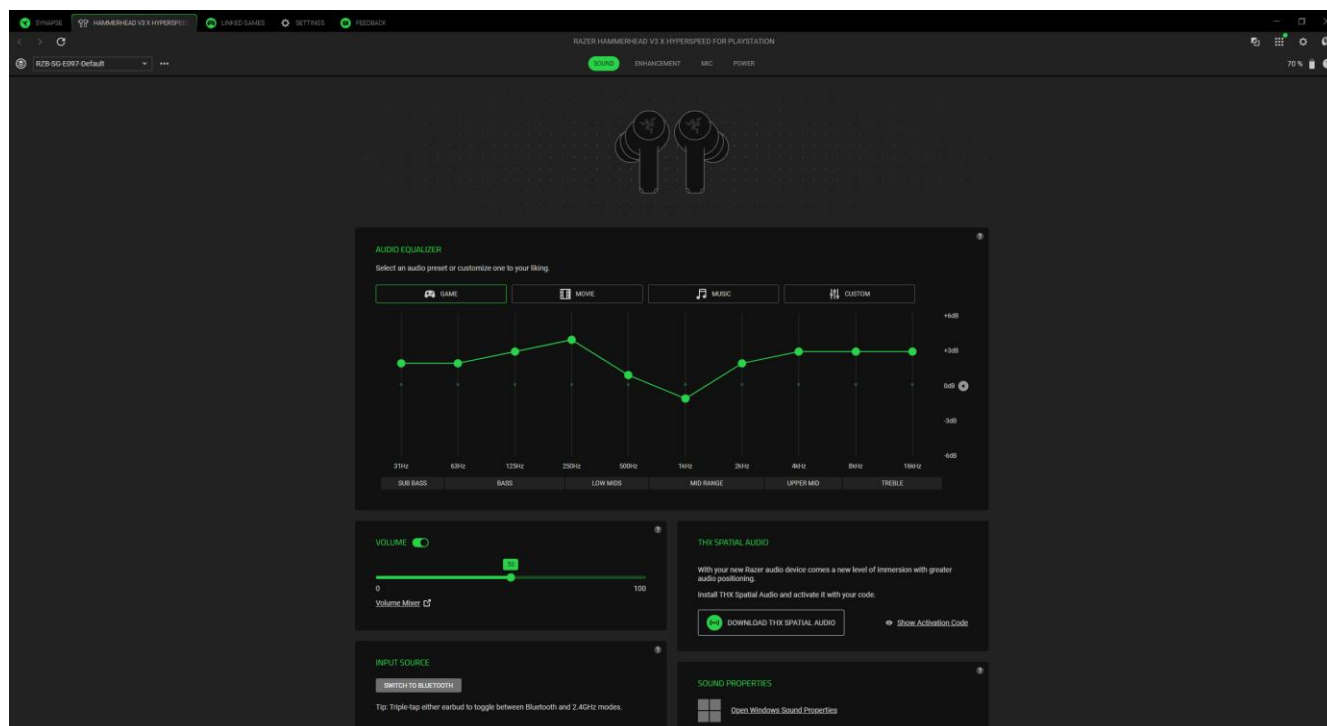 SYNAPSE HAMMERHEAD V3 X HYPERSPEE LINKED GAMES SETTINGS FEEDBACK
RAZER HAMMERHEAD V3 X HYPERSPEED FOR PLAYSTATION
RZB-SG-E097-Default SOUND ENHANCEMENT MIC POWER 70 %
AUDIO EQUALIZER
Select an audio preset or customize one to your liking.
GAME MOVIE MUSIC CUSTOM
+6dB
+3dB
0dB
-3dB
-6dB
31Hz 63Hz 125Hz 250Hz 500Hz 1kHz 2kHz 4kHz 8kHz 16kHz
SUB BASS BASS LOW MIDS MID RANGE UPPER MID TREBLE
VOLUME
50
0 100
Volume Mixer
THX SPATIAL AUDIO
With your new Razer audio device comes a new level of immersion with greater
audio positioning.
Install THX Spatial Audio and activate it with your code.
DOWNLOAD THX SPATIAL AUDIO Show Activation Code
INPUT SOURCE
SWITCH TO BLUETOOTH
Tip: Triple-tap either earbud to toggle between Bluetooth and 2.4GHz modes.
SOUND PROPERTIES
Open Windows Sound Properties